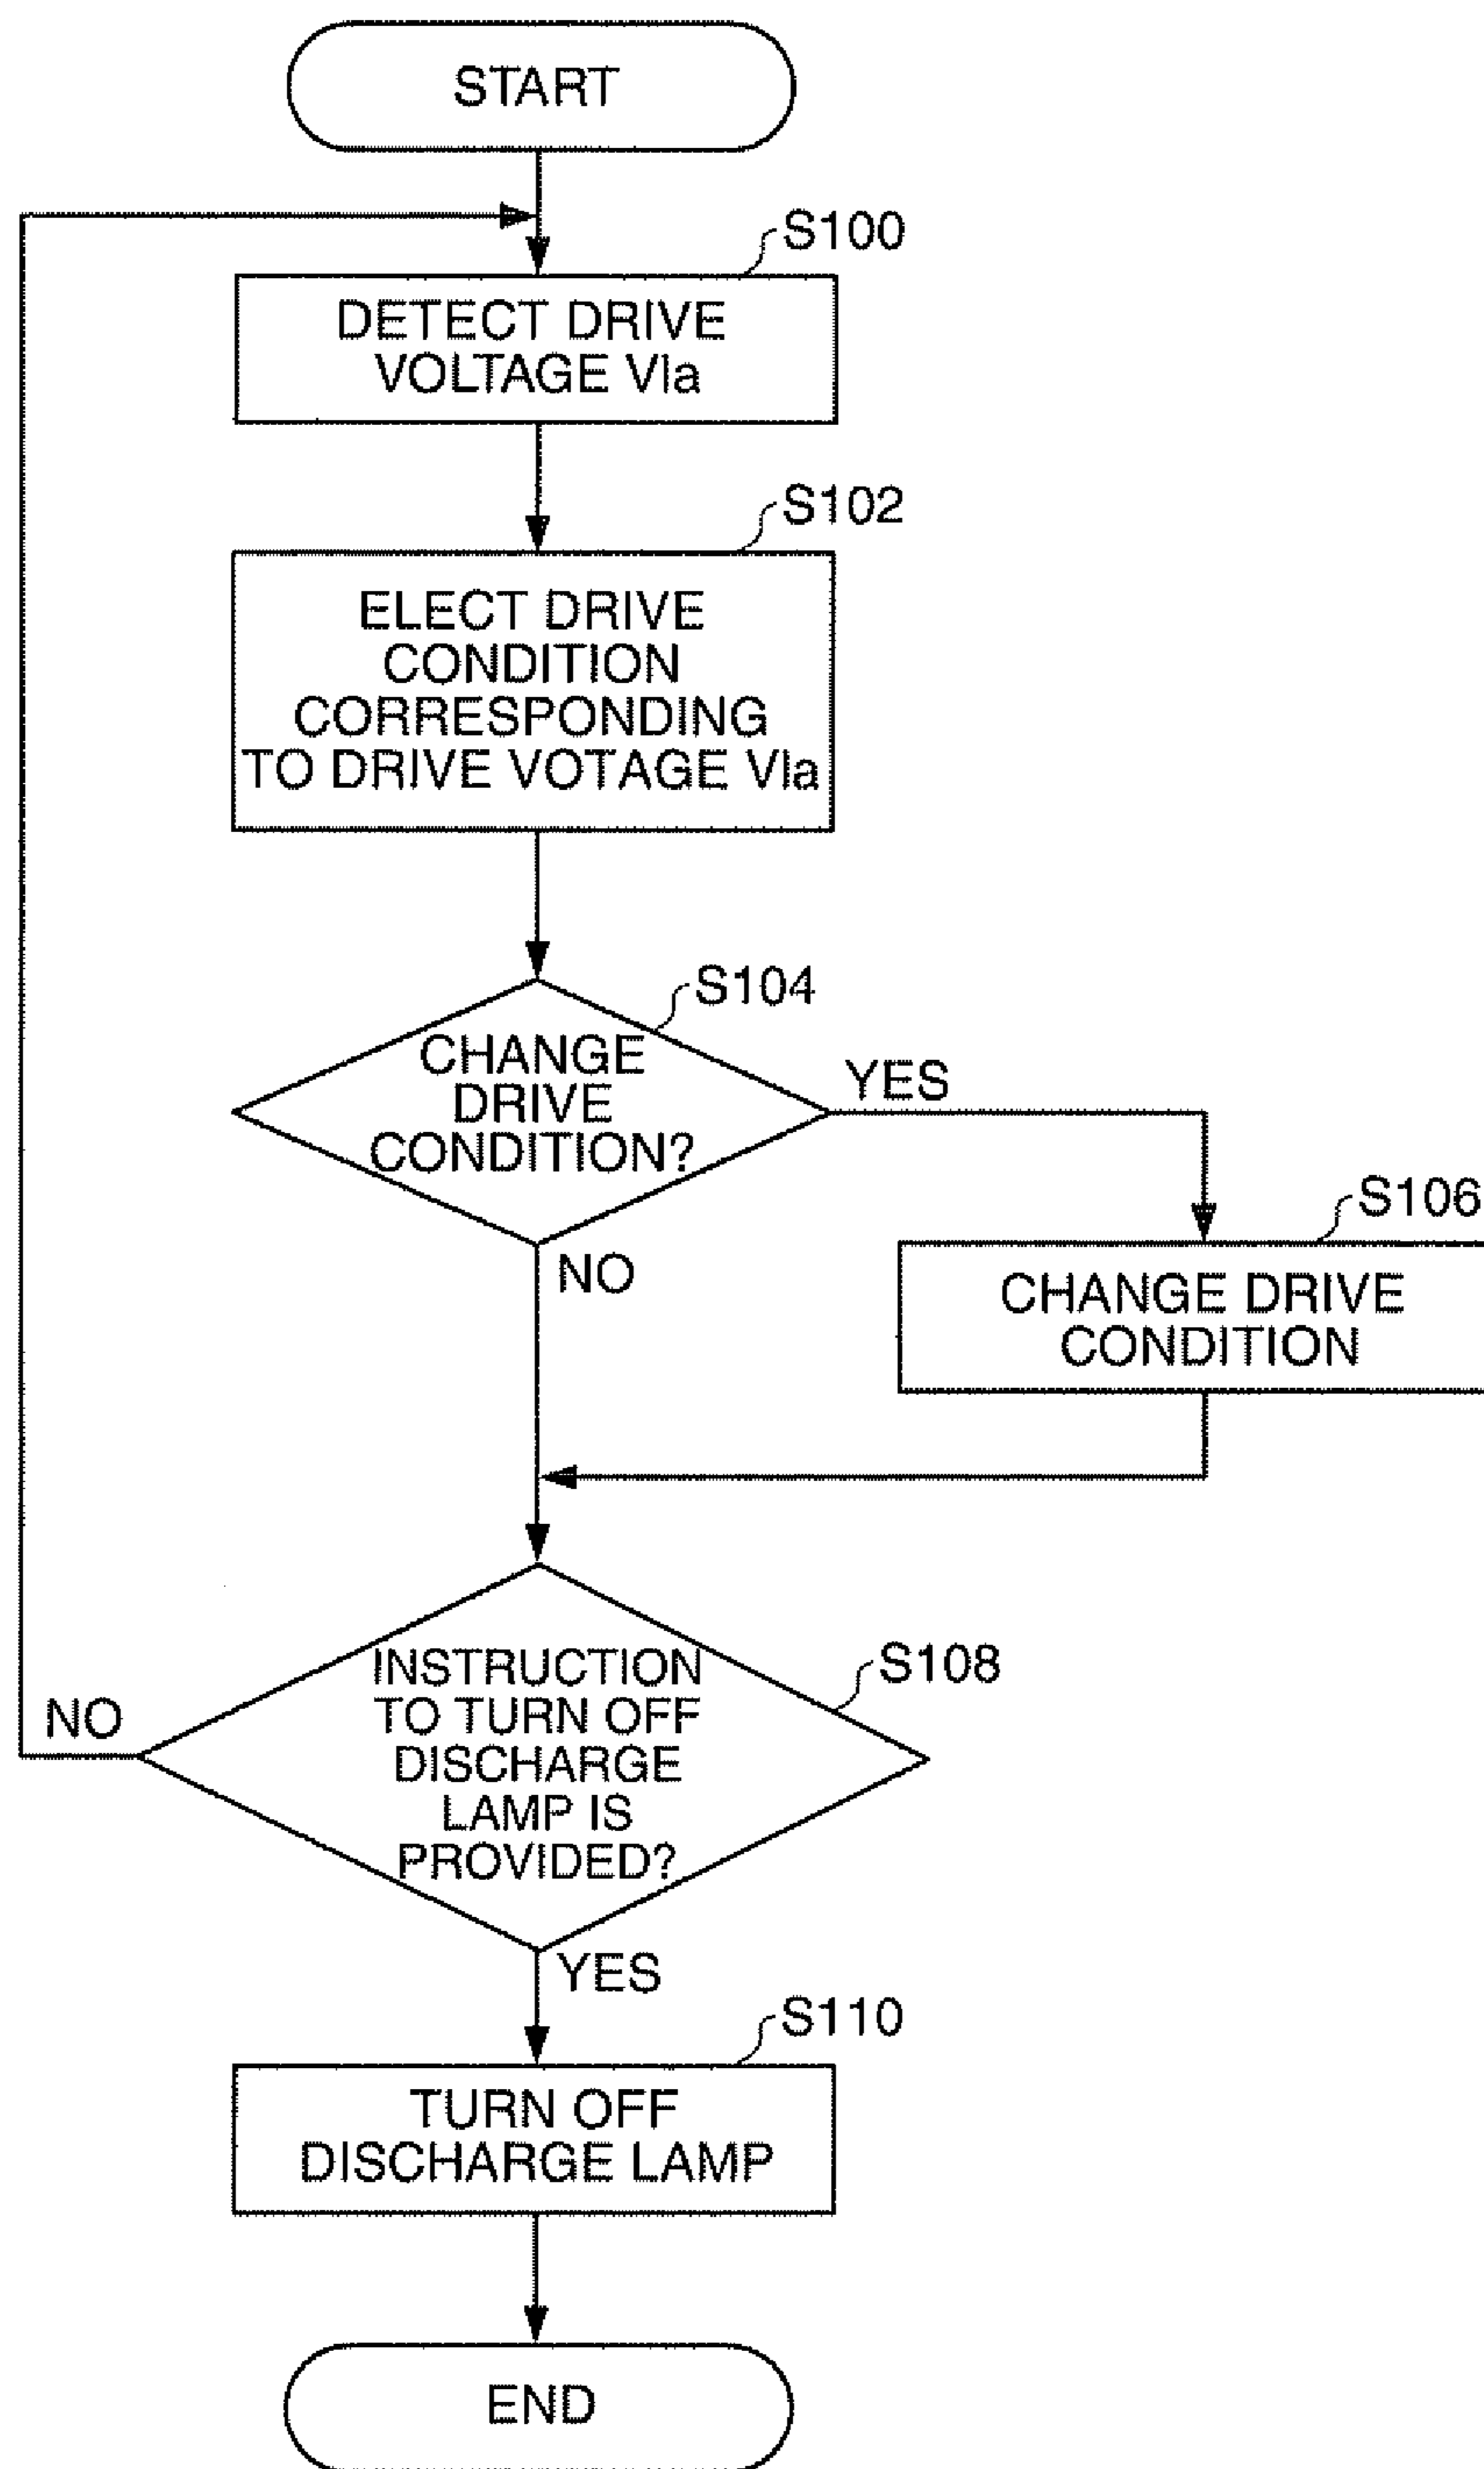 START
S100
DETECT DRIVE
VOLTAGE Vla
S102
ELECT DRIVE
CONDITION
CORRESPONDING
TO DRIVE VOTAGE Vla
S104
CHANGE
DRIVE
CONDITION?
YES
NO
S106
CHANGE DRIVE
CONDITION
S108
INSTRUCTION
TO TURN OFF
DISCHARGE
LAMP IS
PROVIDED?
NO
YES
S110
TURN OFF
DISCHARGE LAMP
END